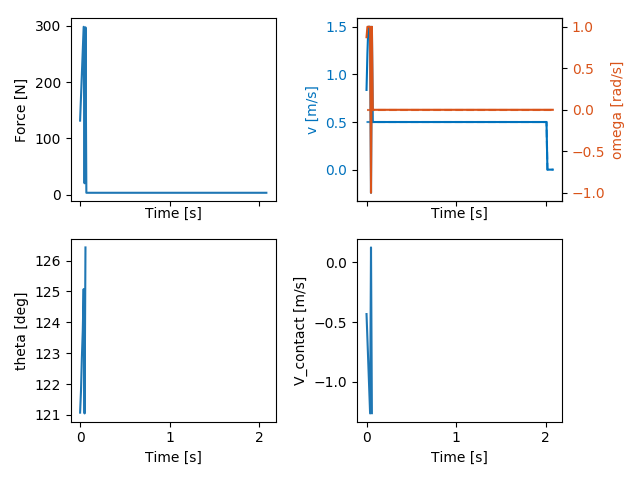 300
200
100
0
Force [N]
Time [s]
1.5
1.0
0.5
0.0
v [m/s]
1.0
0.5
0.0
−0.5
−1.0
omega [rad/s]
Time [s]
126
125
124
123
122
121
theta [deg]
0 1 2
Time [s]
0.0
−0.5
−1.0
V_contact [m/s]
0 1 2
Time [s]